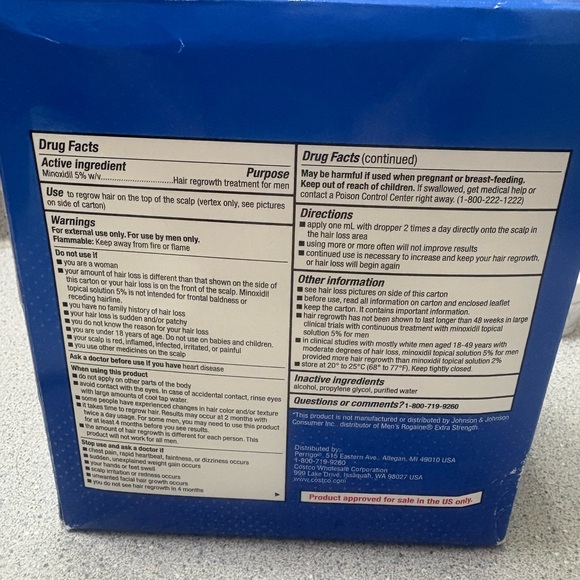 Drug Facts
Active ingredient
Purpose
Minoxidil 5% w/v..............................Hair regrowth treatment for men
Use to regrow hair on the top of the scalp (vertex only, see pictures
on side of carton)
Warnings
For external use only. For use by men only.
Flammable: Keep away from fire or flame
Do not use if
■ you are a woman
■ your amount of hair loss is different than that shown on the side of
this carton or your hair loss is on the front of the scalp. Minoxidil
topical solution 5% is not intended for frontal baldness or
receding hairline.
■ you have no family history of hair loss
■ your hair loss is sudden and/or patchy
■ you do not know the reason for your hair loss
■ you are under 18 years of age. Do not use on babies and children.
■ your scalp is red, inflamed, infected, irritated, or painful
■ you use other medicines on the scalp
Ask a doctor before use if you have heart disease
When using this product
■ do not apply on other parts of the body
■ avoid contact with the eyes. In case of accidental contact, rinse eyes
with large amounts of cool tap water.
■ some people have experienced changes in hair color and/or texture
■ it takes time to regrow hair. Results may occur at 2 months with
twice a day usage. For some men, you may need to use this product
for at least 4 months before you see results.
■ the amount of hair regrowth is different for each person. This
product will not work for all men.
Stop use and ask a doctor if
■ chest pain, rapid heartbeat, faintness, or dizziness occurs
■ sudden, unexplained weight gain occurs
■ your hands or feet swell
■ scalp irritation or redness occurs
■ unwanted facial hair growth occurs
■ you do not see hair regrowth in 4 months
Drug Facts (continued)
May be harmful if used when pregnant or breast-feeding.
Keep out of reach of children. If swallowed, get medical help or
contact a Poison Control Center right away. (1-800-222-1222)
Directions
■ apply one mL with dropper 2 times a day directly onto the scalp in
the hair loss area
■ using more or more often will not improve results
■ continued use is necessary to increase and keep your hair regrowth,
or hair loss will begin again
Other information
■ see hair loss pictures on side of this carton
■ before use, read all information on carton and enclosed leaflet
■ keep the carton. It contains important information.
■ hair regrowth has not been shown to last longer than 48 weeks in large
clinical trials with continuous treatment with minoxidil topical
solution 5% for men
■ in clinical studies with mostly white men aged 18-49 years with
moderate degrees of hair loss, minoxidil topical solution 5% for men
provided more hair regrowth than minoxidil topical solution 2%
■ store at 20° to 25°C (68° to 77°F). Keep tightly closed.
Inactive ingredients
alcohol, propylene glycol, purified water
Questions or comments? 1-800-719-9260
*This product is not manufactured or distributed by Johnson & Johnson
Consumer Inc., distributor of Men's Rogaine® Extra Strength.
Distributed by:
Perrigo®, 515 Eastern Ave., Allegan, MI 49010 USA
1-800-719-9260
Costco Wholesale Corporation
999 Lake Drive, Issaquah, WA 98027 USA
www.costco.com
Product approved for sale in the US only.